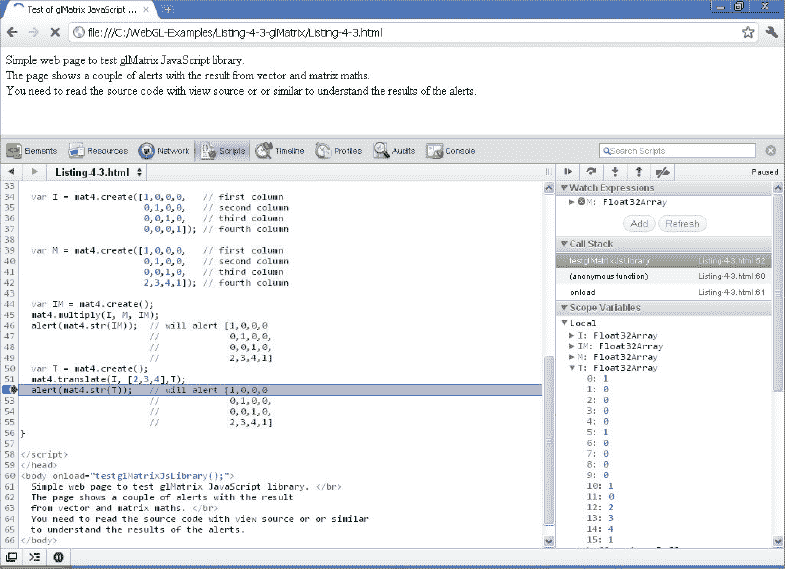 Test of glMatrix JavaScript ...
file:///C:/WebGL-Examples/Listing-4-3-glMatrix/Listing-4-3.html
Simple web page to test glMatrix JavaScript library.
The page shows a couple of alerts with the result from vector and matrix maths.
You need to read the source code with view source or or similar to understand the results of the alerts.
Elements Resources Network Scripts Timeline Profiles Audits Console Search Scripts
Listing-4-3.html
Paused
33
34 var I = mat4.create([1,0,0,0, // first column
35 0,1,0,0, // second column
36 0,0,1,0, // third column
37 0,0,0,1]); // fourth column
38
39 var M = mat4.create([1,0,0,0, // first column
40 0,1,0,0, // second column
41 0,0,1,0, // third column
42 2,3,4,1]); // fourth column
43
44 var IM = mat4.create();
45 mat4.multiply(I, M, IM);
46 alert(mat4.str(IM)); // will alert [1,0,0,0
47 // 0,1,0,0,
48 // 0,0,1,0,
49 // 2,3,4,1]
50 var T = mat4.create();
51 mat4.translate(I, [2,3,4],T);
alert(mat4.str(T)); // will alert [1,0,0,0
53 // 0,1,0,0,
54 // 0,0,1,0,
55 // 2,3,4,1]
56 }
57
58 </script>
59 </head>
60 <body onload="testglMatrixJsLibrary();">
61 Simple web page to test glMatrix JavaScript library. </br>
62 The page shows a couple of alerts with the result
63 from vector and matrix maths. </br>
64 You need to read the source code with view source or or similar
65 to understand the results of the alerts.
66 </body>
Watch Expressions
M: Float32Array
Add Refresh
Call Stack
testglMatrixJsLibrary Listing-4-3.html:52
(anonymous function) Listing-4-3.html:60
onload Listing-4-3.html:61
Scope Variables
Local
I: Float32Array
IM: Float32Array
M: Float32Array
T: Float32Array
0: 1
1: 0
2: 0
3: 0
4: 0
5: 1
6: 0
7: 0
8: 0
9: 0
10: 1
11: 0
12: 2
13: 3
14: 4
15: 1